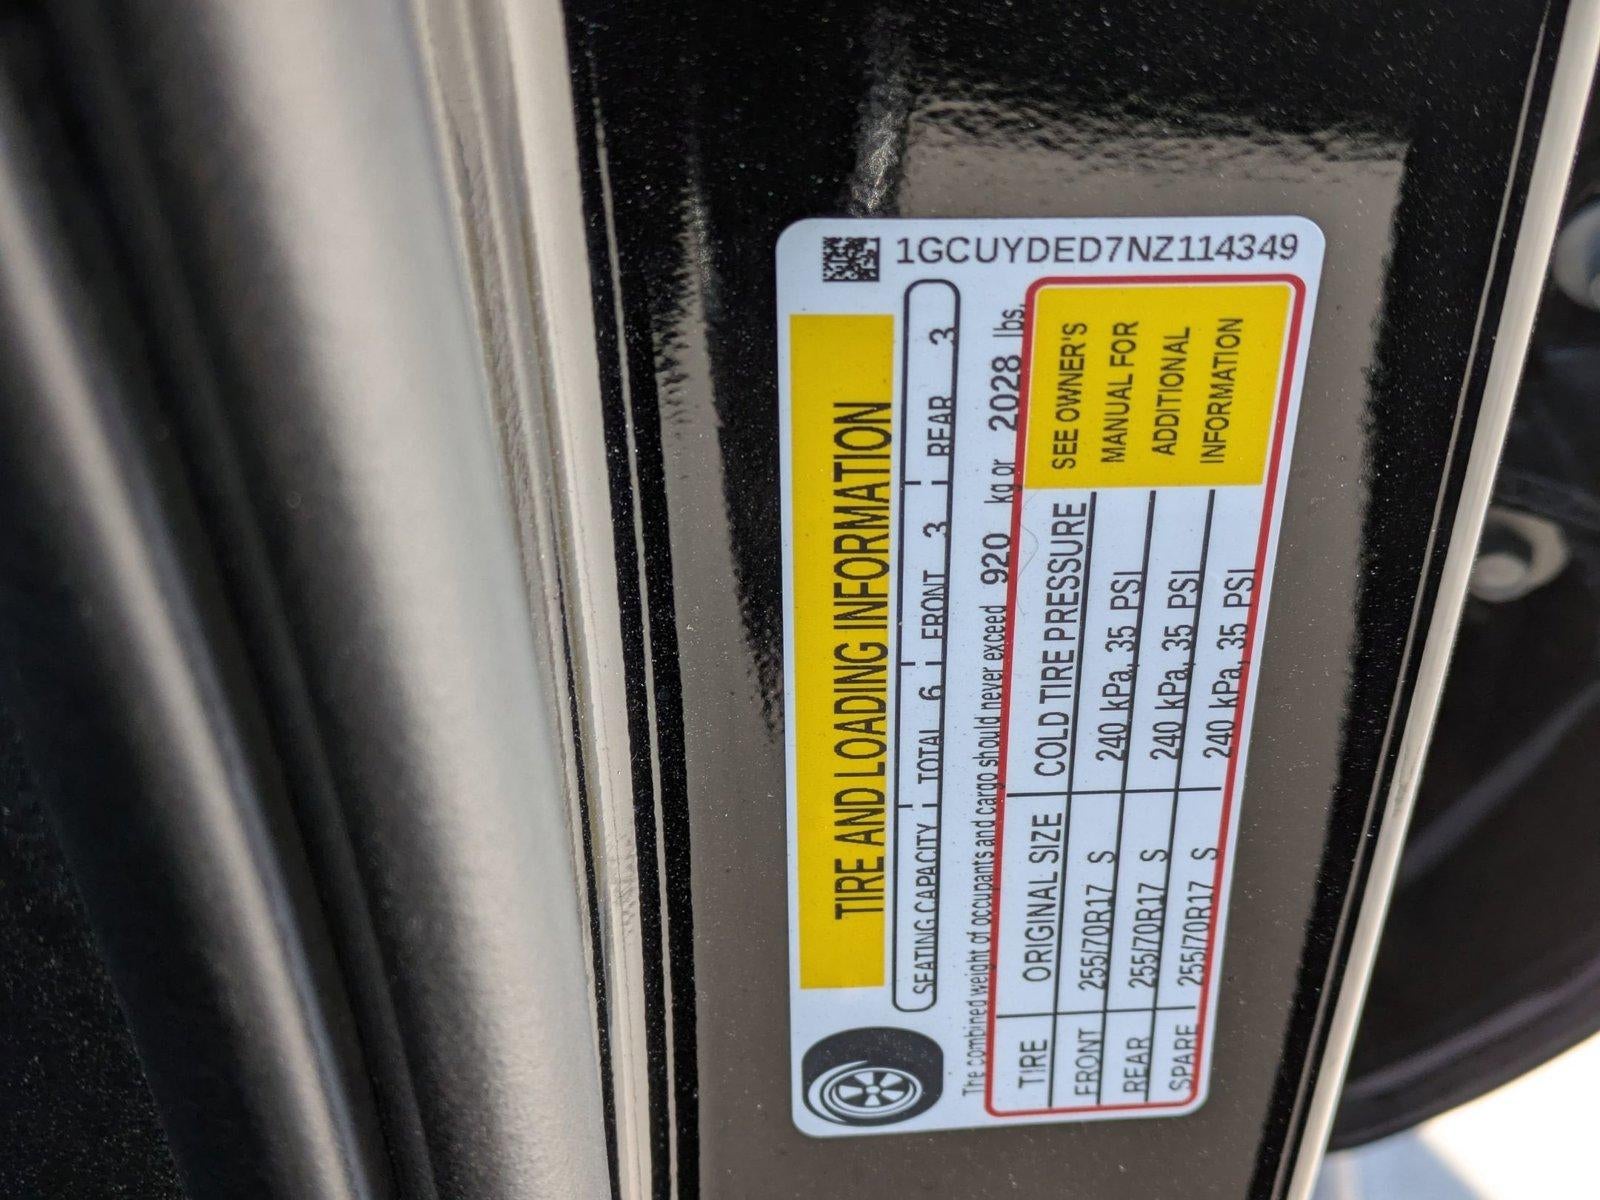 1GCUYDED7NZ114349
TIRE AND LOADING INFORMATION
SEATING CAPACITY TOTAL 6 FRONT 3 REAR 3
The combined weight of occupants and cargo should never exceed 920 kg or 2028 lbs.
TIRE ORIGINAL SIZE COLD TIRE PRESSURE
FRONT 255/70R17 S 240 kPa, 35 PSI
REAR 255/70R17 S 240 kPa, 35 PSI
SPARE 255/70R17 S 240 kPa, 35 PSI
SEE OWNER'S
MANUAL FOR
ADDITIONAL
INFORMATION